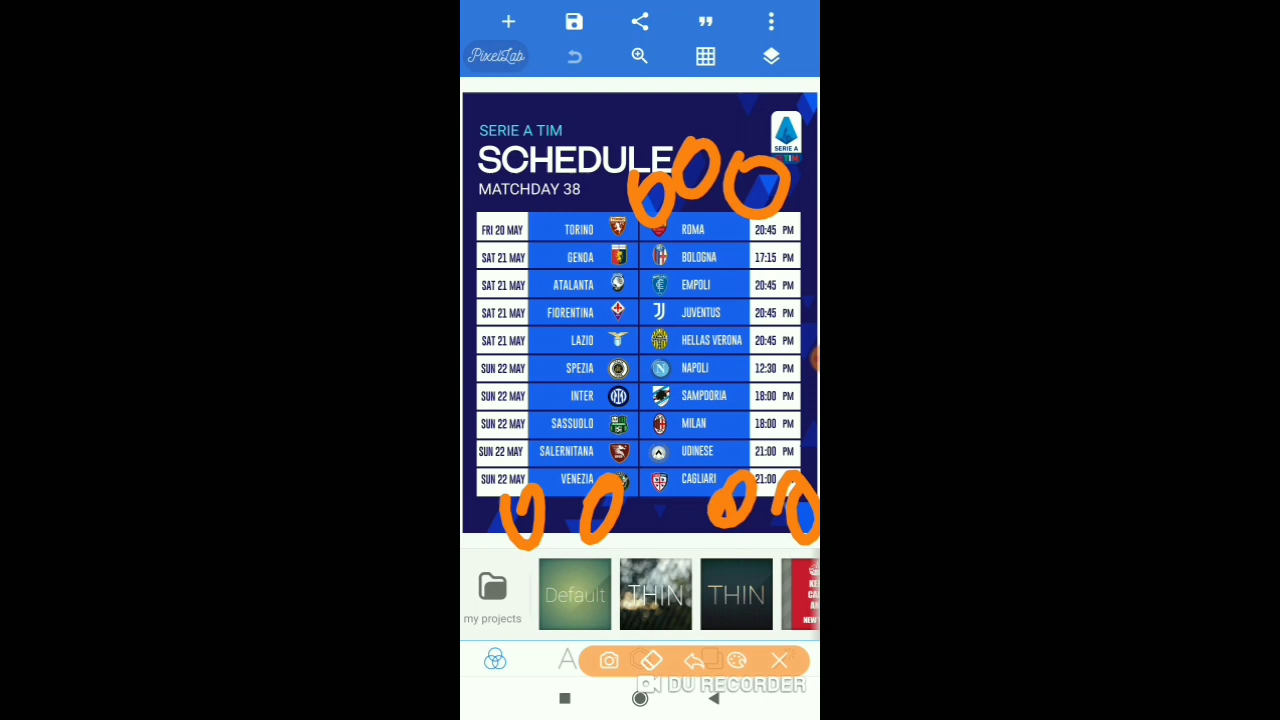 PixelLab
SERIE A TIM
SCHEDULE
MATCHDAY 38
SERIE A
TIM
FRI 20 MAY TORINO ROMA 20:45 PM
SAT 21 MAY GENOA BOLOGNA 17:15 PM
SAT 21 MAY ATALANTA EMPOLI 20:45 PM
SAT 21 MAY FIORENTINA JUVENTUS 20:45 PM
SAT 21 MAY LAZIO HELLAS VERONA 20:45 PM
SUN 22 MAY SPEZIA NAPOLI 12:30 PM
SUN 22 MAY INTER SAMPDORIA 18:00 PM
SUN 22 MAY SASSUOLO MILAN 18:00 PM
SUN 22 MAY SALERNITANA UDINESE 21:00 PM
SUN 22 MAY VENEZIA CAGLIARI 21:00
my projects
Default
THIN
THIN
NEW
A
DU RECORDER